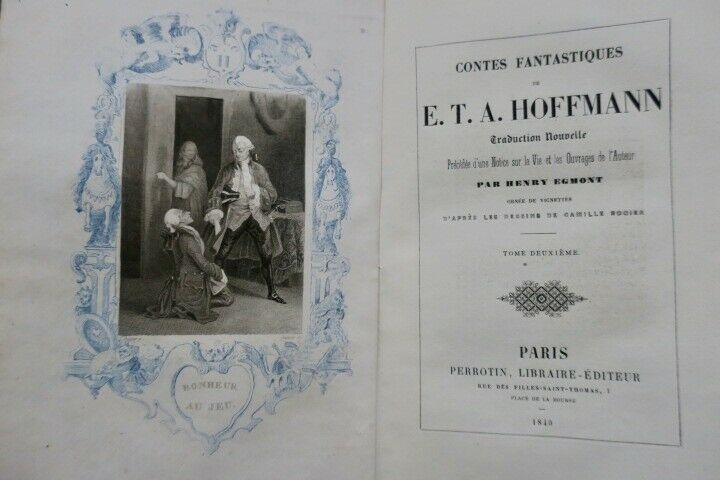 II
BONHEUR
AU JEU.
CONTES FANTASTIQUES
DE
E. T. A. HOFFMANN
Traduction Nouvelle
Précédée d'une Notice sur la Vie et les Ouvrages de l'Auteur
PAR HENRY EGMONT
ORNÉE DE VIGNETTES
D'APRÈS LES DESSINS DE CAMILLE ROGIER
TOME DEUXIÈME.
PARIS
PERROTIN, LIBRAIRE-ÉDITEUR
RUE DES FILLES-SAINT-THOMAS, 1
PLACE DE LA BOURSE
1840